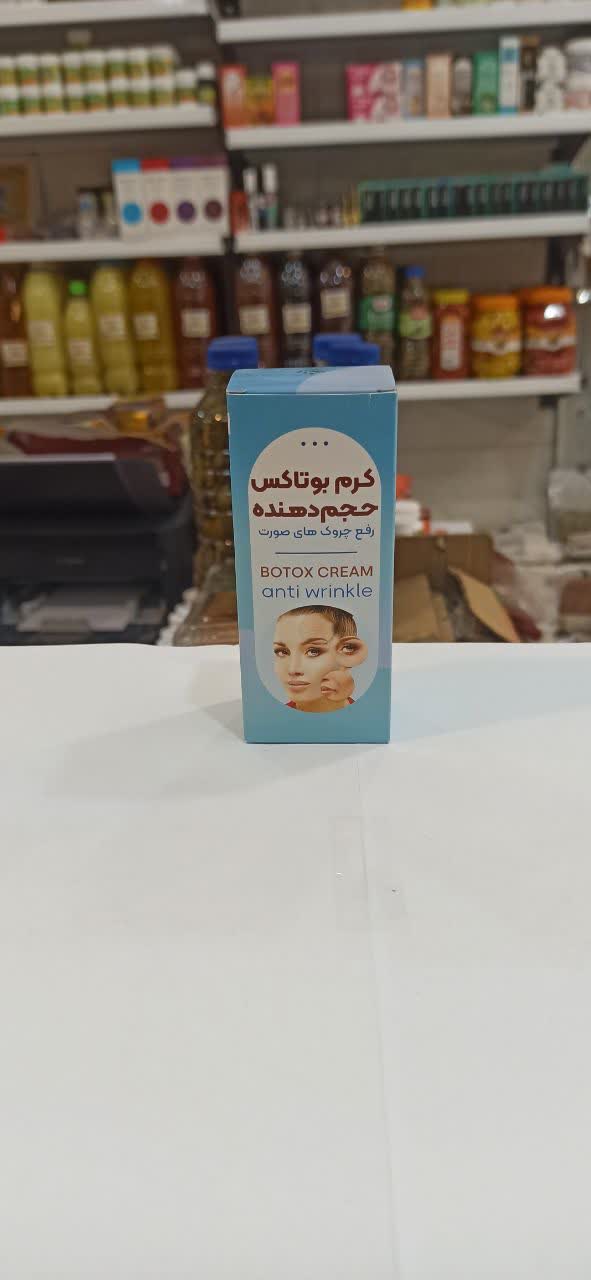 کرم بوتاکس
حجم‌دهنده
رفع چروک های صورت
BOTOX CREAM
anti wrinkle